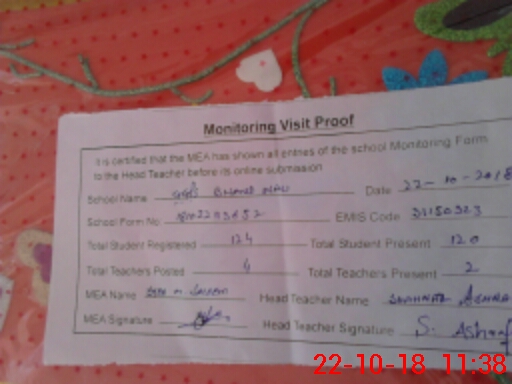 Monitoring Visit Proof
It is certified that the MEA has shown all entries of the school Monitoring Form
to the Head Teacher before its online submission
School Name Date 22-10-2018
School Form No: EMIS Code
Total Student Registered 124 Total Student Present 120
Total Teachers Posted 4 Total Teachers Present 2
MEA Name Head Teacher Name
MEA Signature Head Teacher Signature S. Ashraf
22-10-18 11:38